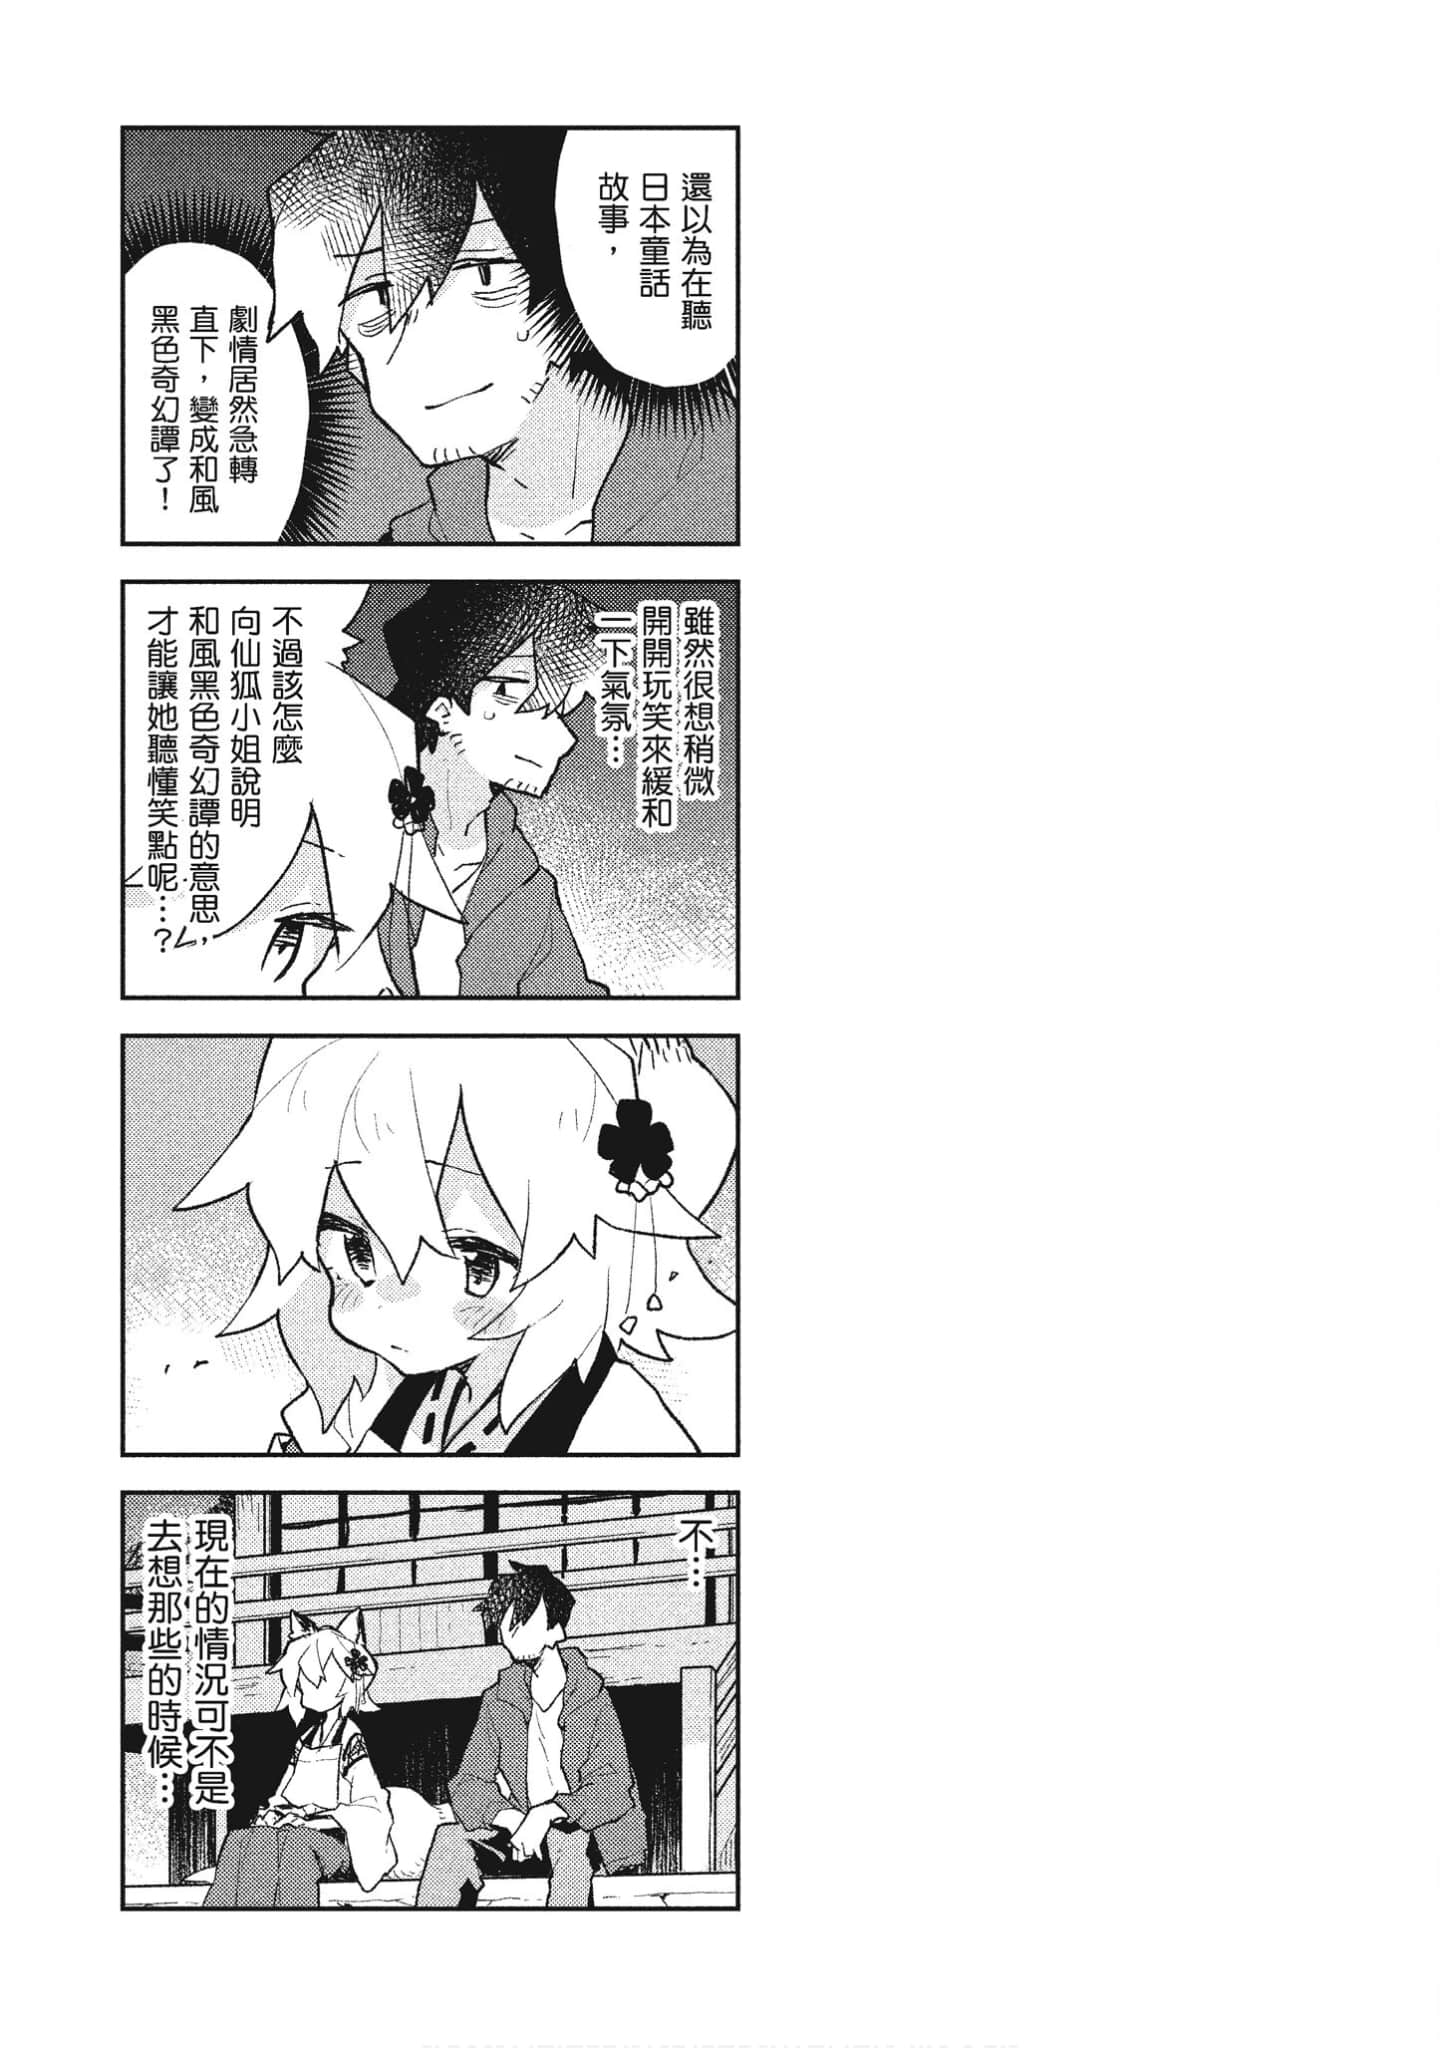 還以為在聽
日本童話
故事，
劇情居然急轉
直下，變成和風
黑色奇幻譚了！
雖然很想稍微
開開玩笑來緩和
一下氣氛…
不過該怎麼
向仙狐小姐說明
和風黑色奇幻譚的意思，
才能讓她聽懂笑點呢…？
不…
現在的情況可不是
去想那些的時候…